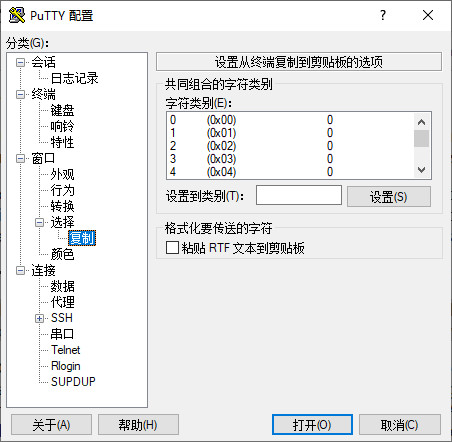 PuTTY 配置
分类(G):
会话
日志记录
终端
键盘
响铃
特性
窗口
外观
行为
转换
选择
复制
颜色
连接
数据
代理
SSH
串口
Telnet
Rlogin
SUPDUP
设置从终端复制到剪贴板的选项
共同组合的字符类别
字符类别(E):
0 (0x00) 0
1 (0x01) 0
2 (0x02) 0
3 (0x03) 0
4 (0x04) 0
设置到类别(T):
设置(S)
格式化要传送的字符
粘贴 RTF 文本到剪贴板
关于(A)
帮助(H)
打开(O)
取消(C)